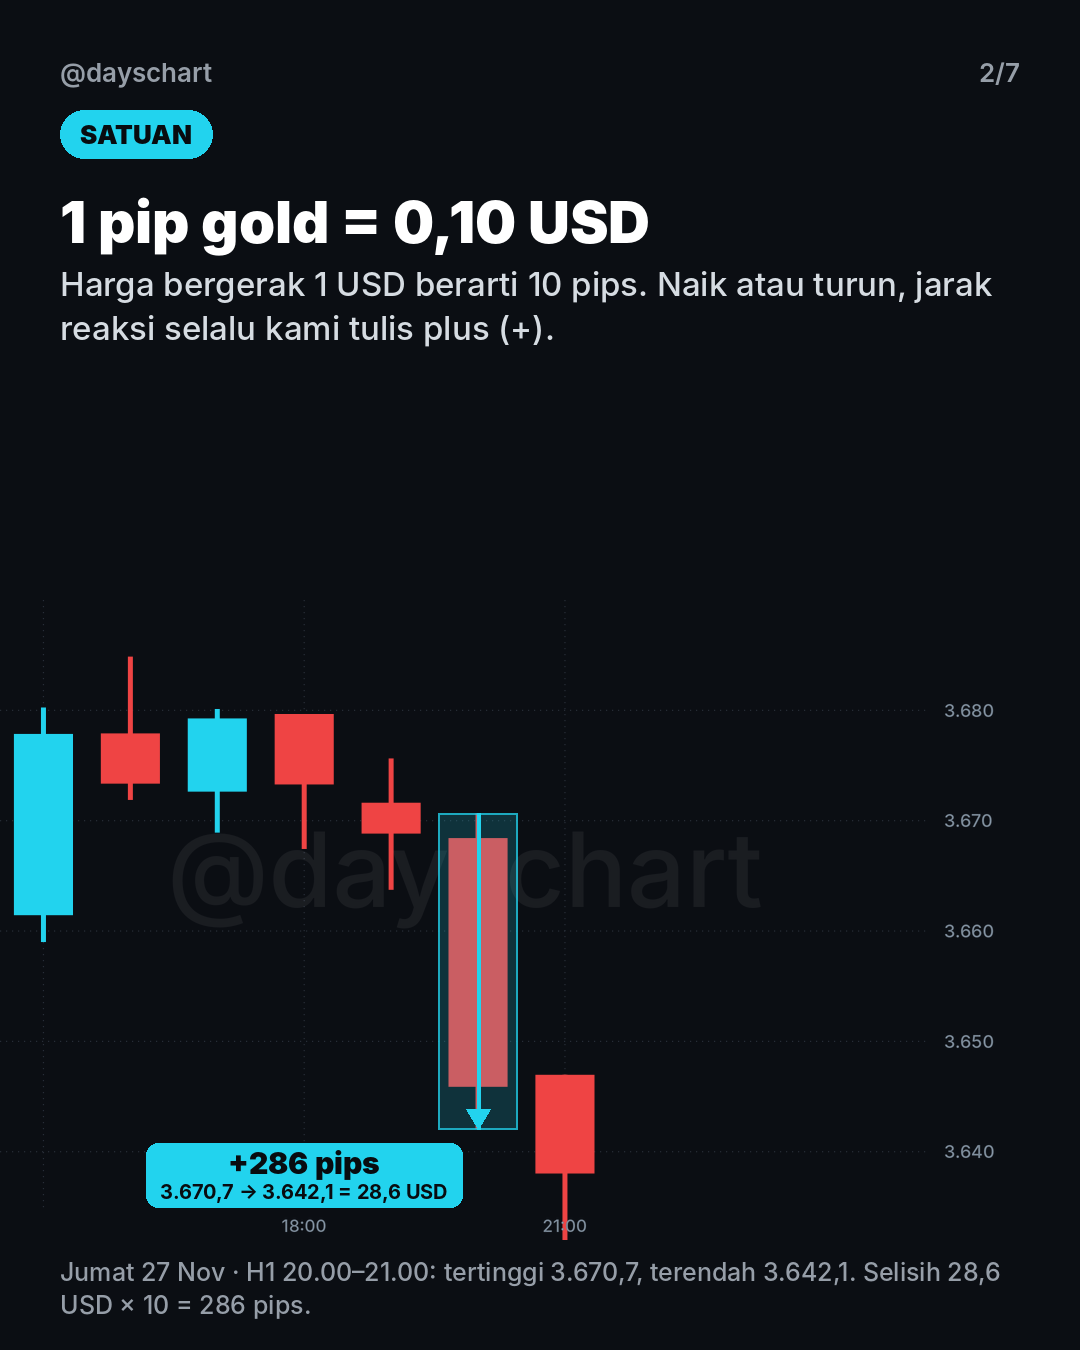 @dayschart
2/7
SATUAN
1 pip gold = 0,10 USD
Harga bergerak 1 USD berarti 10 pips. Naik atau turun, jarak
reaksi selalu kami tulis plus (+).
3.680
3.670
@dayschart
3.660
3.650
3.640
+286 pips
3.670,7 → 3.642,1 = 28,6 USD
18:00
21:00
Jumat 27 Nov · H1 20.00–21.00: tertinggi 3.670,7, terendah 3.642,1. Selisih 28,6
USD × 10 = 286 pips.